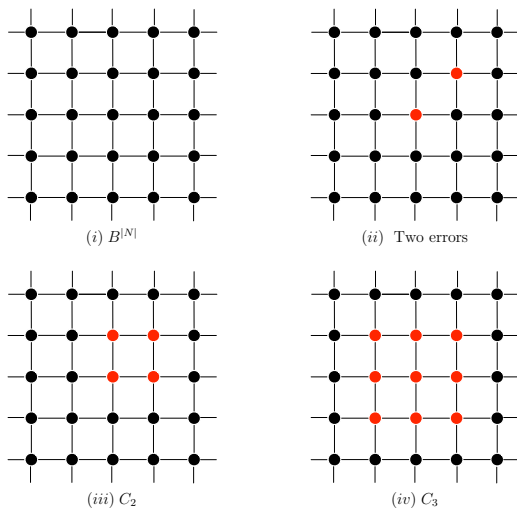 (i) B^{|N|}
(ii) Two errors
(iii) C_2
(iv) C_3